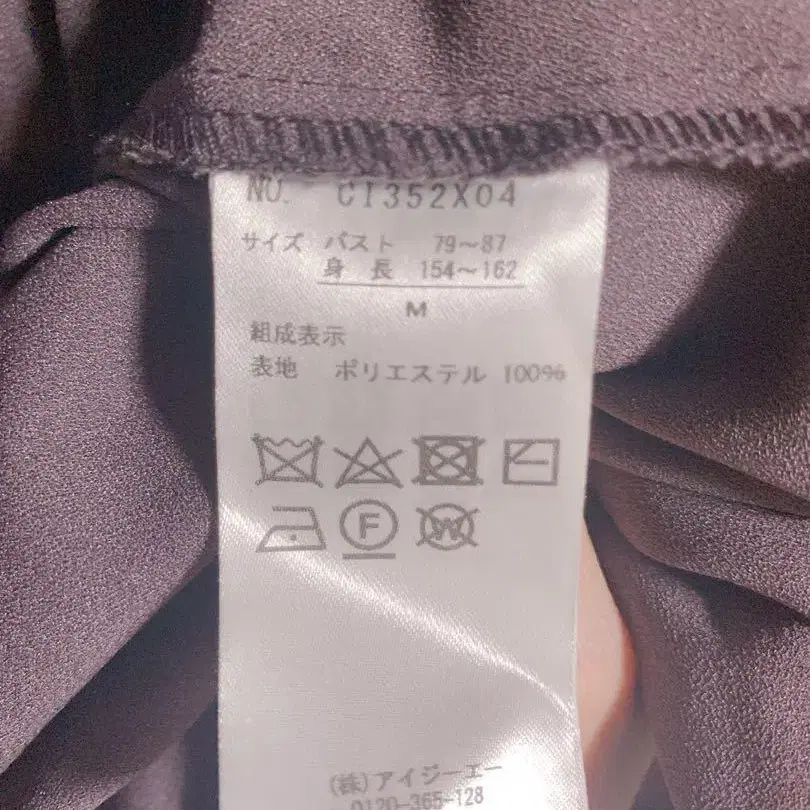 NO. CI352X04
サイズ バスト 79～87
身 長 154～162
M
組成表示
表地 ポリエステル 100%
F
W
(株)アイジーエー
0120-365-128